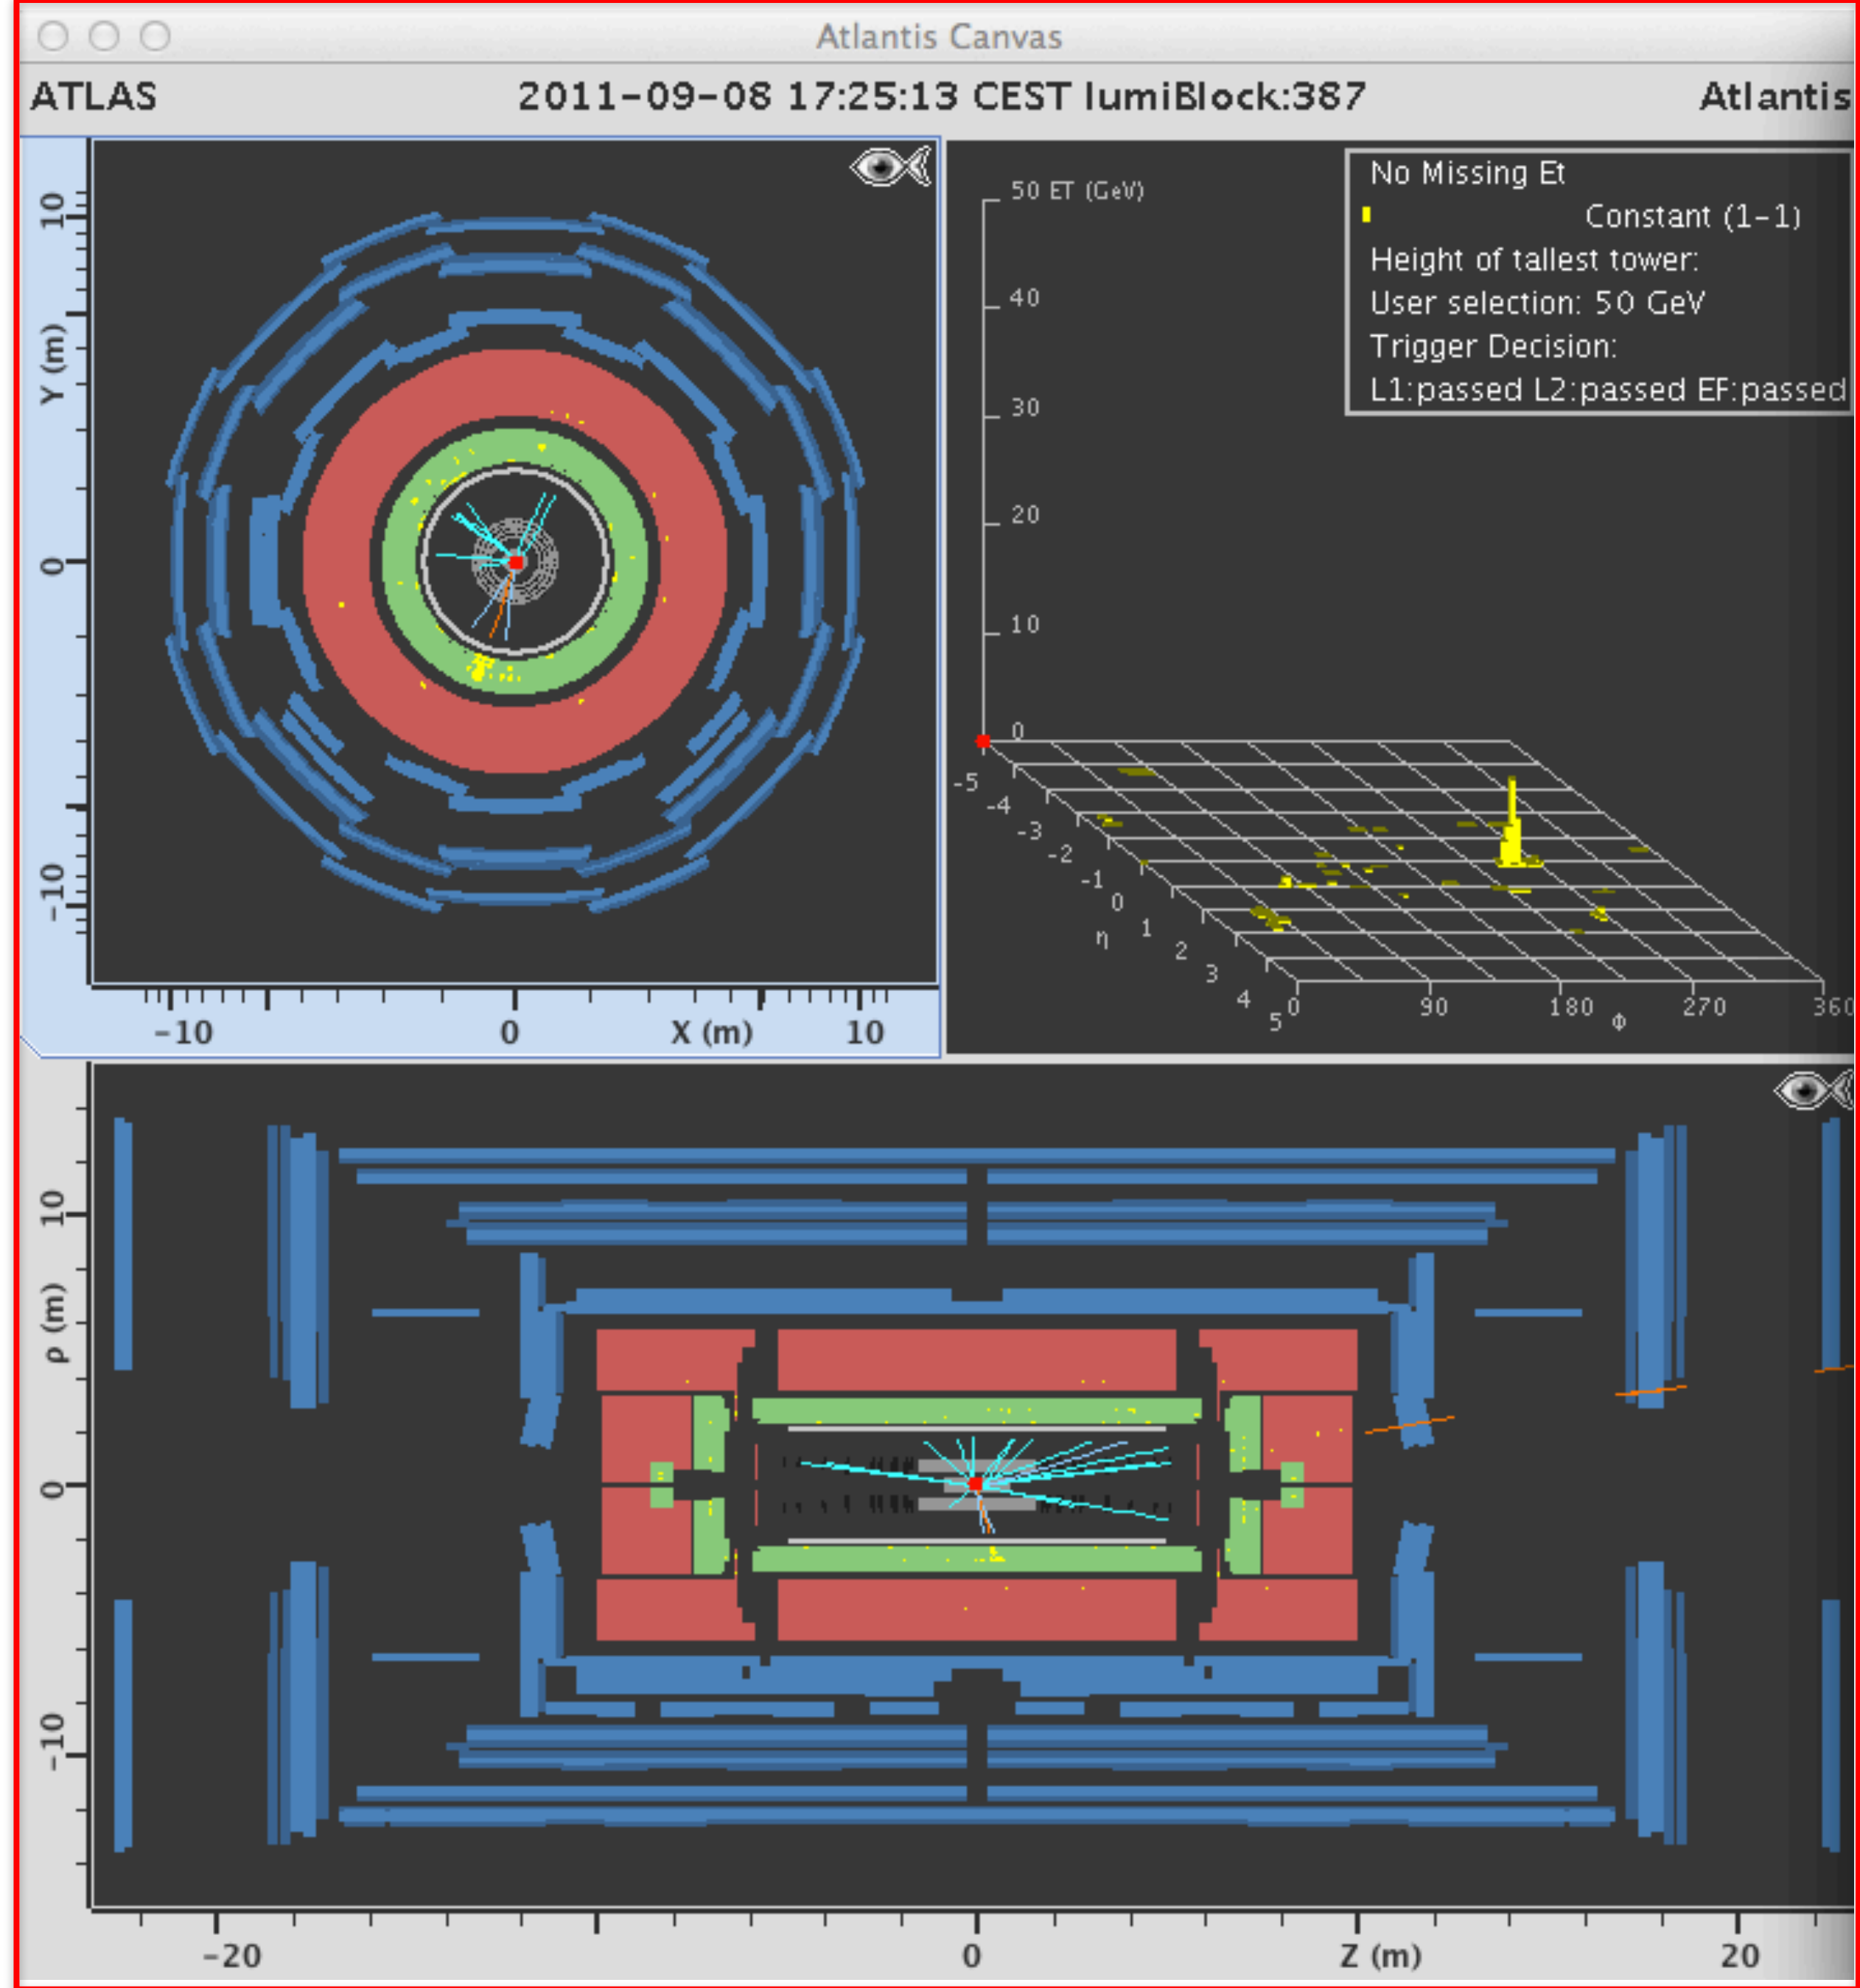 Atlantis Canvas
ATLAS 2011-09-08 17:25:13 CEST lumiBlock:387 Atlantis
10
Y (m)
0
-10
-10 0 X (m) 10
50 ET (GeV)
40
30
20
10
0
No Missing Et
Constant (1-1)
Height of tallest tower:
User selection: 50 GeV
Trigger Decision:
L1:passed L2:passed EF:passed
-5
-4
-3
-2
-1
0
η
1
2
3
4
5
0 90 180 Φ 270 360
10
ρ (m)
0
-10
-20 0 Z (m) 20